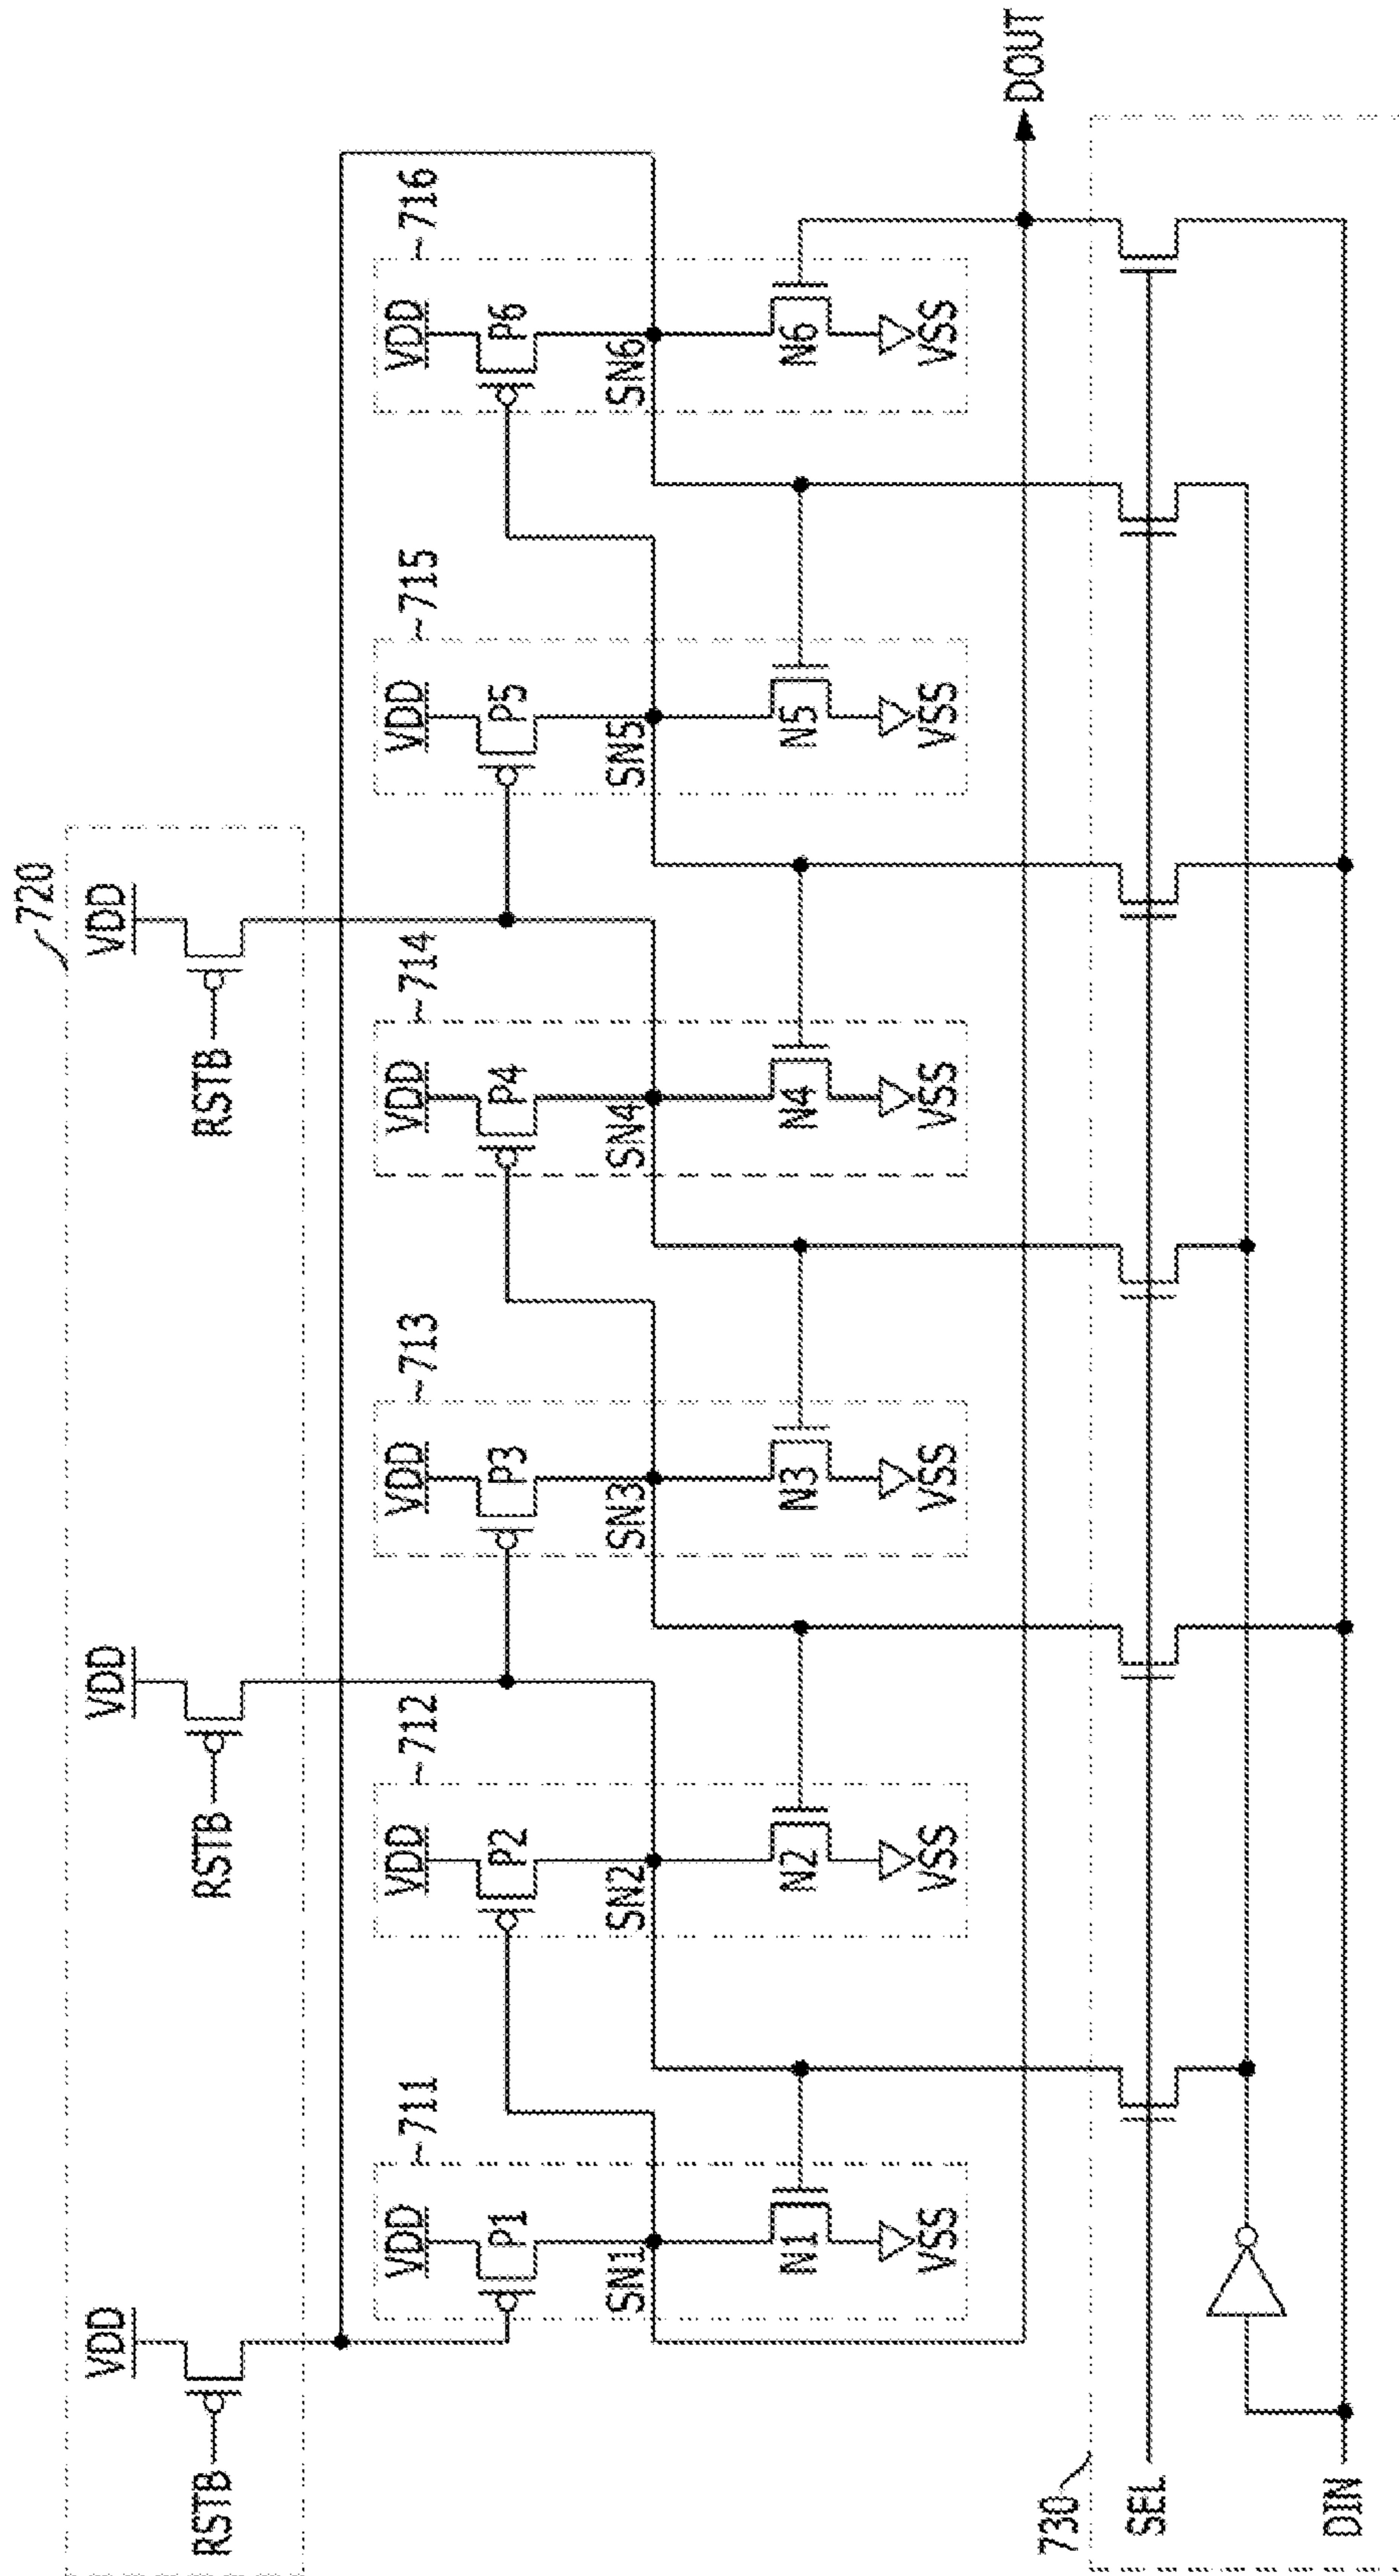 720
VDD VDD VDD
RSTB RSTB RSTB
711 712 713 714 715 716
VDD VDD VDD VDD VDD VDD
P1 P2 P3 P4 P5 P6
SN1 SN2 SN3 SN4 SN5 SN6
N1 N2 N3 N4 N5 N6
VSS VSS VSS VSS VSS VSS
DOUT
730
SEL
DIN